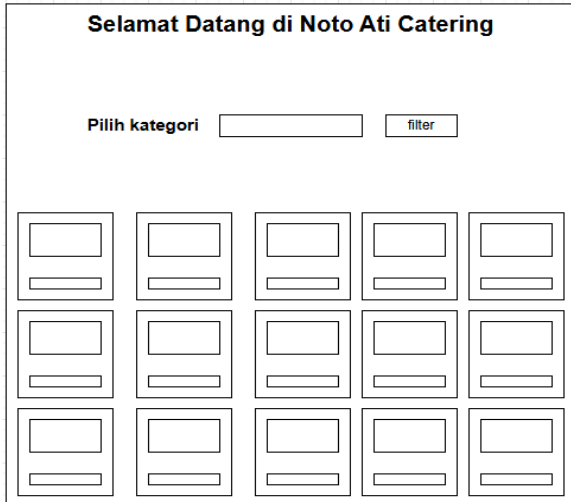 Selamat Datang di Noto Ati Catering
Pilih kategori filter